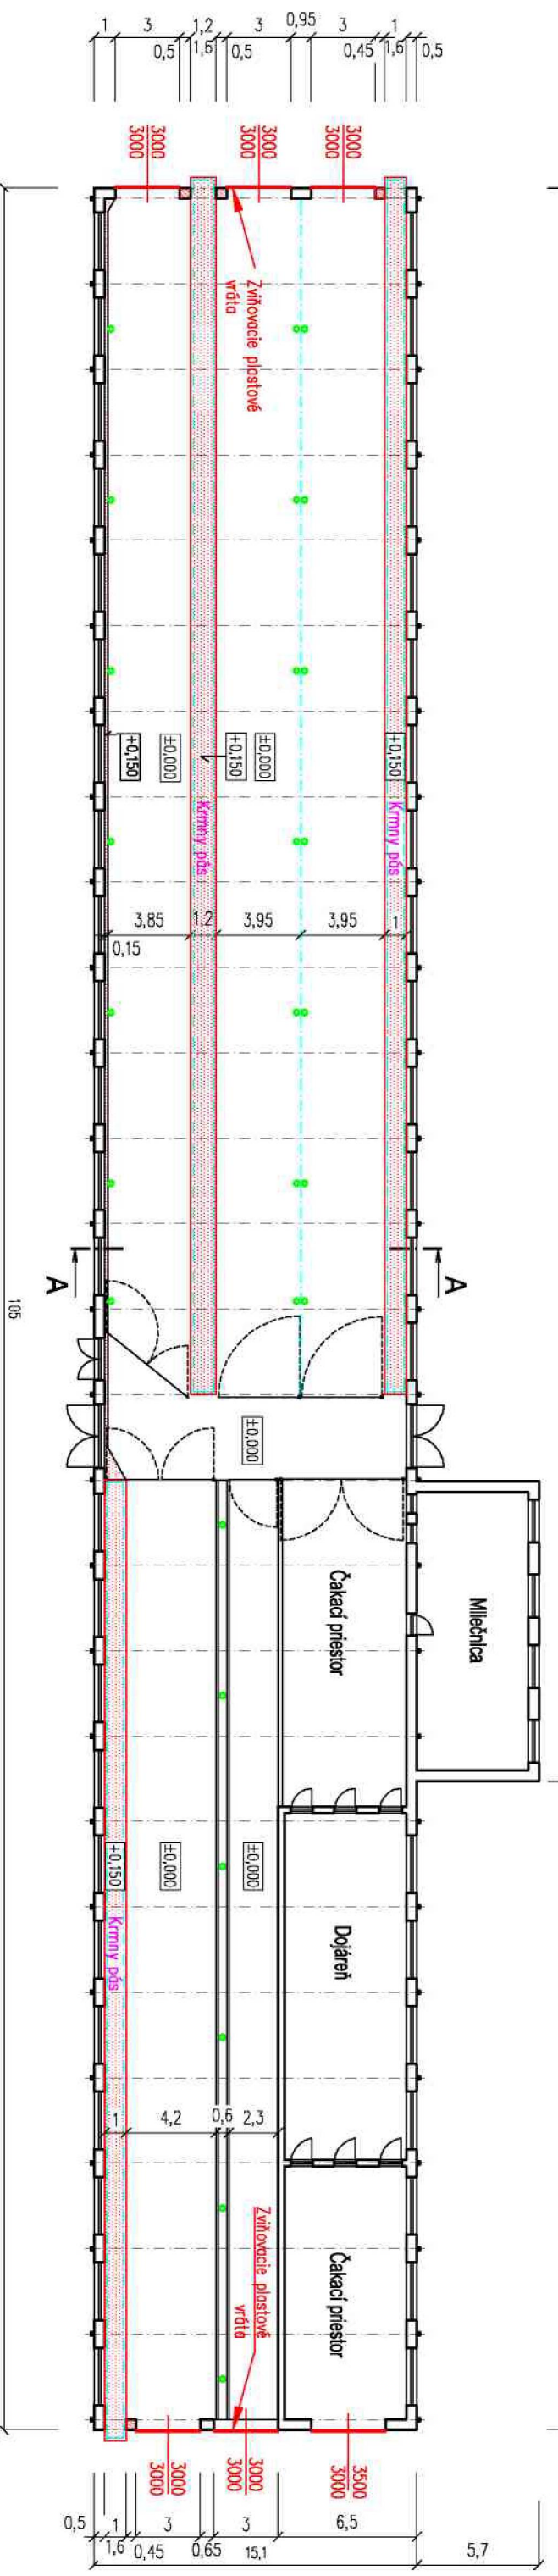 1 3 1,2 3 0,95 3 1
0,5 1,6 0,5 0,45 1,6 0,5
3000
3000
3000
3000
3000
3000
Zviňovacie plastové
vráta
+0,150
±0,000
+0,150
±0,000
+0,150
Krmny pás
Krmny pás
3,85 1,2 3,95 3,95 1
0,15
A
A
105
±0,000
Čakací priestor
Mliečnica
Dojáreň
+0,150
±0,000
±0,000
Krmny pás
1 4,2 0,6 2,3
Zviňovacie plastové
vráta
Čakací priestor
3000
3000
3000
3000
3500
3000
0,5 1 3 3 6,5 5,7
1,6 0,45 0,65 15,1